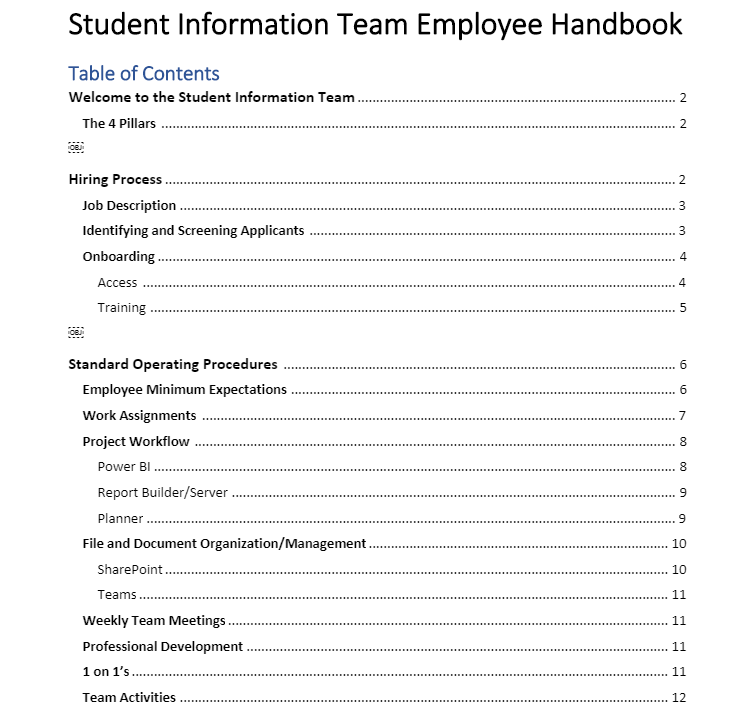 Student Information Team Employee Handbook
Table of Contents
Welcome to the Student Information Team ........ 2
The 4 Pillars ........ 2
OBJ
Hiring Process ........ 2
Job Description ........ 3
Identifying and Screening Applicants ........ 3
Onboarding ........ 4
Access ........ 4
Training ........ 5
OBJ
Standard Operating Procedures ........ 6
Employee Minimum Expectations ........ 6
Work Assignments ........ 7
Project Workflow ........ 8
Power BI ........ 8
Report Builder/Server ........ 9
Planner ........ 9
File and Document Organization/Management ........ 10
SharePoint ........ 10
Teams ........ 11
Weekly Team Meetings ........ 11
Professional Development ........ 11
1 on 1's ........ 11
Team Activities ........ 12